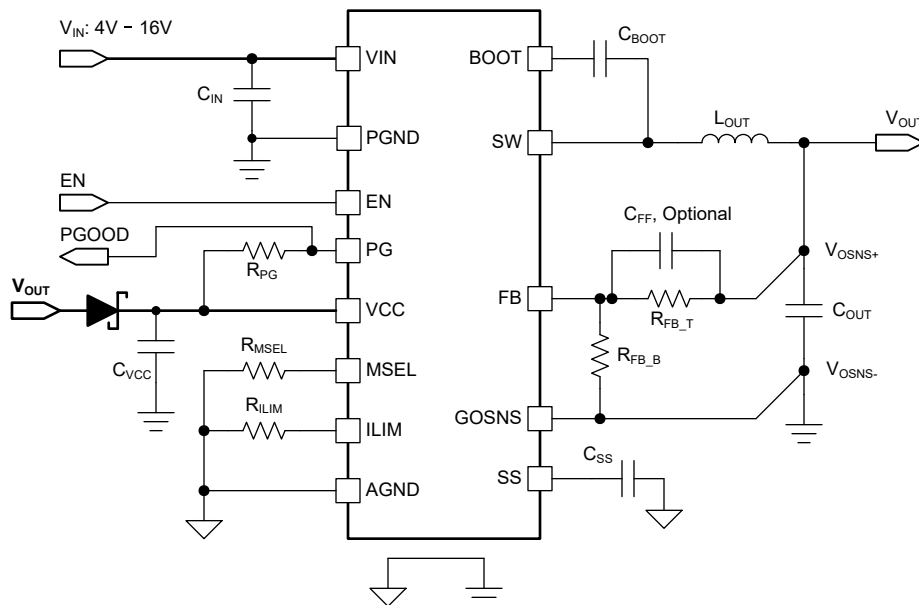 V_IN: 4V – 16V
C_IN
VIN
PGND
EN
EN
PGOOD
PG
R_PG
V_OUT
VCC
C_VCC
R_MSEL
MSEL
R_ILIM
ILIM
AGND
BOOT
C_BOOT
SW
L_OUT
V_OUT
C_FF, Optional
V_OSNS+
FB
R_FB_T
C_OUT
R_FB_B
V_OSNS-
GOSNS
C_SS
SS